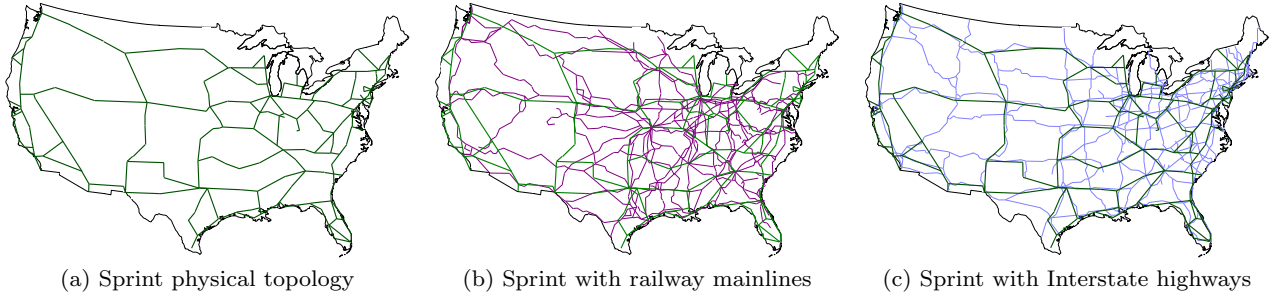 (a) Sprint physical topology
(b) Sprint with railway mainlines
(c) Sprint with Interstate highways